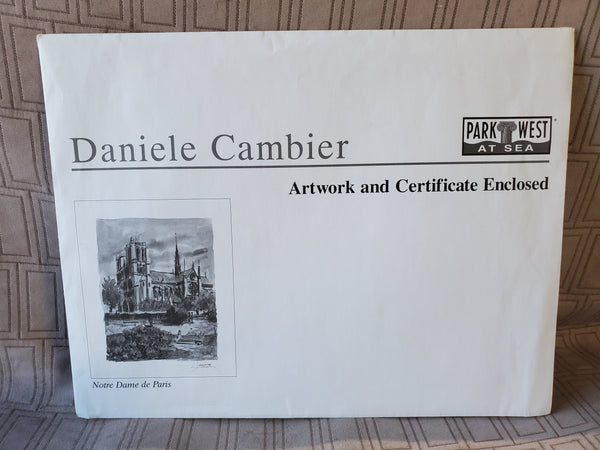 PARK WEST
AT SEA
Daniele Cambier
Artwork and Certificate Enclosed
Notre Dame de Paris